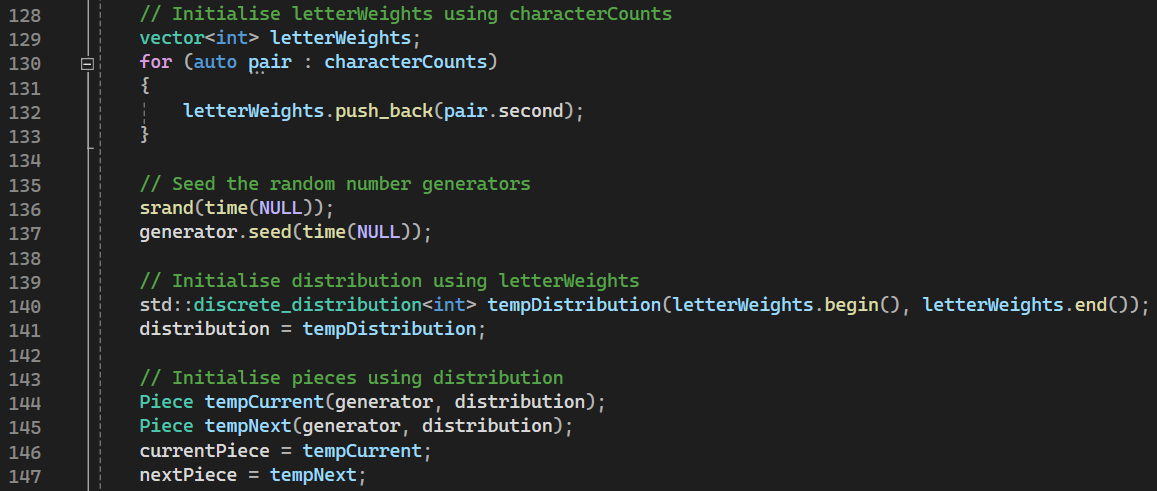 128 // Initialise letterWeights using characterCounts
129 vector<int> letterWeights;
130 for (auto pair : characterCounts)
131 {
132 letterWeights.push_back(pair.second);
133 }
134
135 // Seed the random number generators
136 srand(time(NULL));
137 generator.seed(time(NULL));
138
139 // Initialise distribution using letterWeights
140 std::discrete_distribution<int> tempDistribution(letterWeights.begin(), letterWeights.end());
141 distribution = tempDistribution;
142
143 // Initialise pieces using distribution
144 Piece tempCurrent(generator, distribution);
145 Piece tempNext(generator, distribution);
146 currentPiece = tempCurrent;
147 nextPiece = tempNext;